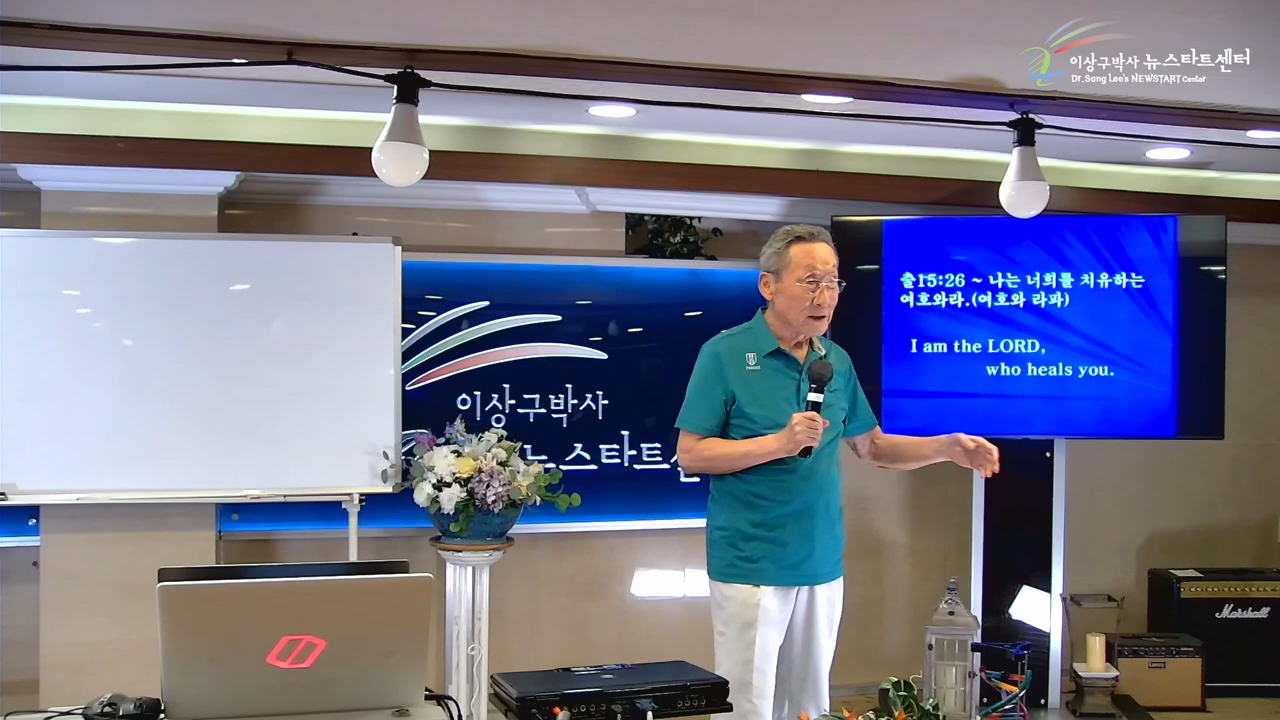 이상구박사 뉴스타트센터
Dr. Sang Lee's NEWSTART Center
출15:26 ~ 나는 너희를 치유하는
여호와라.(여호와 라파)
I am the LORD,
who heals you.
이상구박사
뉴스타트센
Marshall
Laney